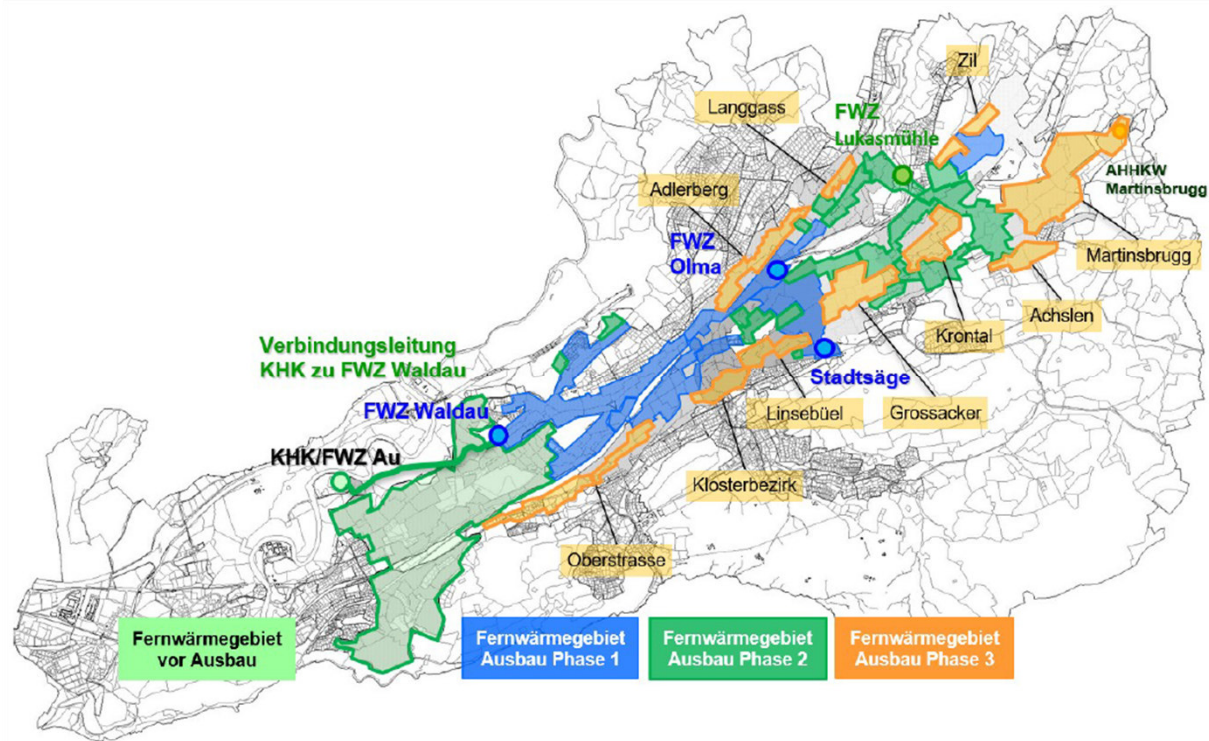 Zil
Langgass
FWZ
Lukasmühle
Adlerberg
AHHKW
Martinsbrugg
FWZ
Olma
Martinsbrugg
Achslen
Krontal
Verbindungsleitung
KHK zu FWZ Waldau
Stadtsäge
FWZ Waldau
Linsebüel
Grossacker
KHK/FWZ Au
Klosterbezirk
Oberstrasse
Fernwärmegebiet
vor Ausbau
Fernwärmegebiet
Ausbau Phase 1
Fernwärmegebiet
Ausbau Phase 2
Fernwärmegebiet
Ausbau Phase 3